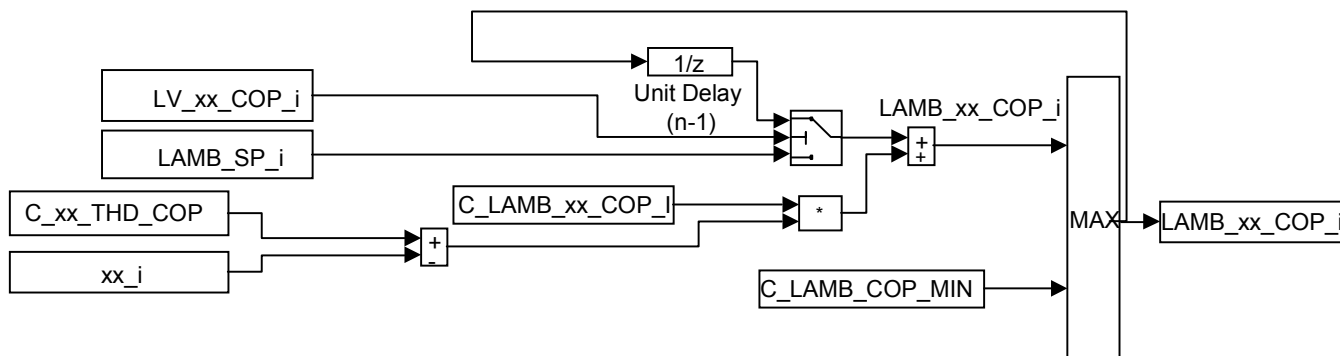 1/z
Unit Delay
(n-1)
LV_xx_COP_i
LAMB_SP_i
LAMB_xx_COP_i
+
+
C_xx_THD_COP
C_LAMB_xx_COP_I
*
+
-
xx_i
MAX
LAMB_xx_COP_i
C_LAMB_COP_MIN